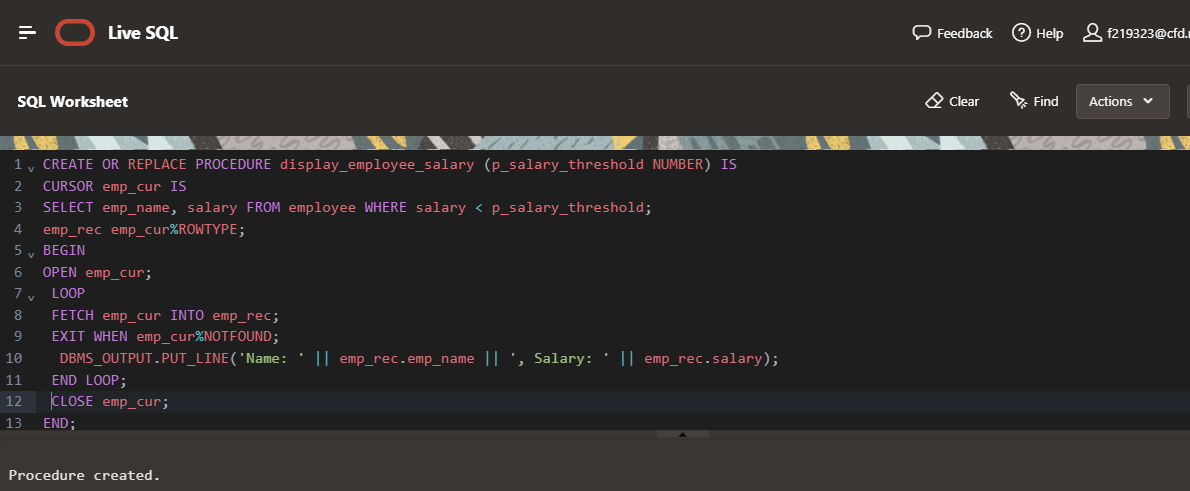 Live SQL
Feedback
Help
f219323@cfd.
SQL Worksheet
Clear
Find
Actions
1 CREATE OR REPLACE PROCEDURE display_employee_salary (p_salary_threshold NUMBER) IS
2 CURSOR emp_cur IS
3 SELECT emp_name, salary FROM employee WHERE salary < p_salary_threshold;
4 emp_rec emp_cur%ROWTYPE;
5 BEGIN
6 OPEN emp_cur;
7 LOOP
8 FETCH emp_cur INTO emp_rec;
9 EXIT WHEN emp_cur%NOTFOUND;
10 DBMS_OUTPUT.PUT_LINE('Name: ' || emp_rec.emp_name || ', Salary: ' || emp_rec.salary);
11 END LOOP;
12 CLOSE emp_cur;
13 END;
Procedure created.